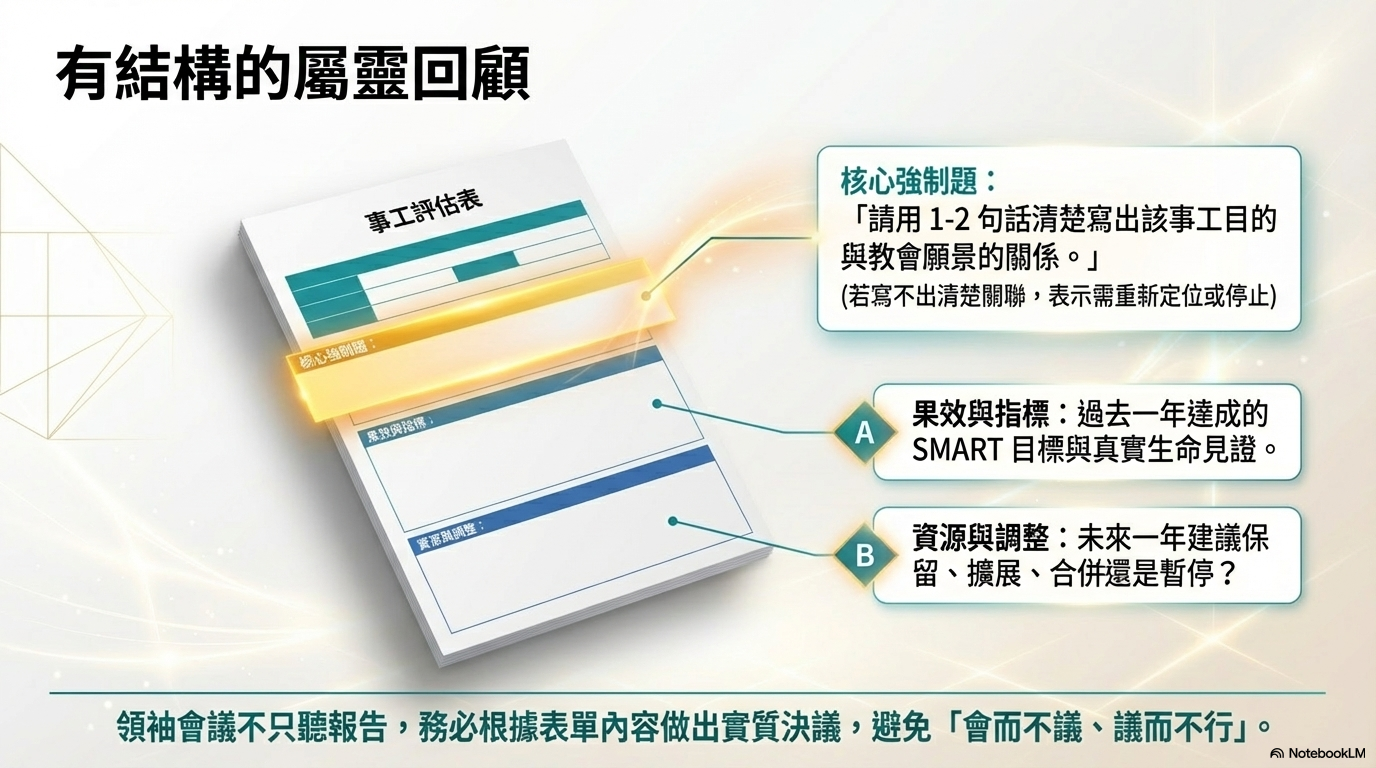 有結構的屬靈回顧
事工評估表
核心強制題：
「請用 1-2 句話清楚寫出該事工目的
與教會願景的關係。」
(若寫不出清楚關聯，表示需重新定位或停止)
A
果效與指標：過去一年達成的
SMART 目標與真實生命見證。
B
資源與調整：未來一年建議保
留、擴展、合併還是暫停？
領袖會議不只聽報告，務必根據表單內容做出實質決議，避免「會而不議、議而不行」。
NotebookLM